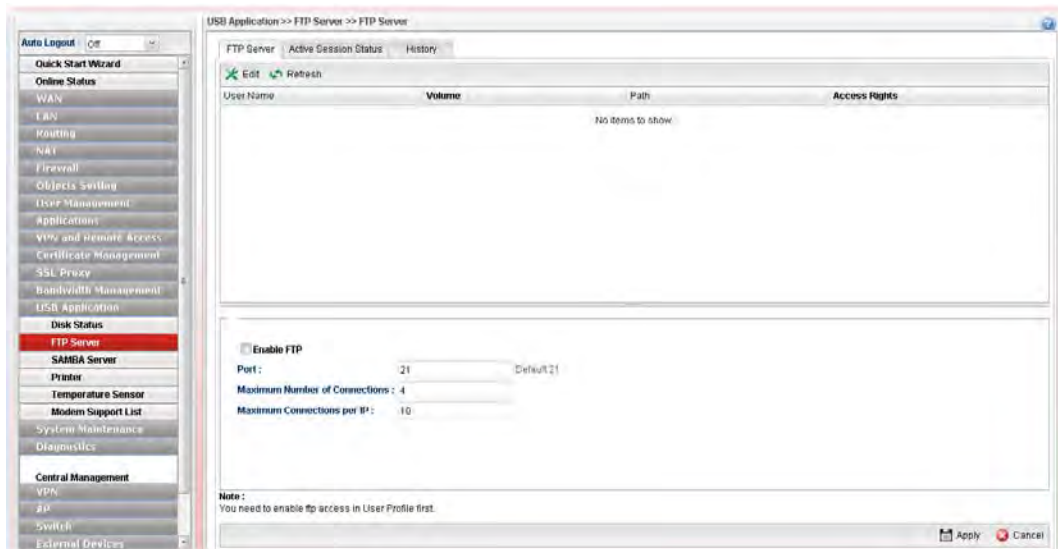 USB Application >> FTP Server >> FTP Server
Auto Logout : Off
Quick Start Wizard
Online Status
WAN
LAN
Routing
NAT
Firewall
Objects Setting
User Management
Applications
VPN and Remote Access
Certificate Management
SSL Proxy
Bandwidth Management
USB Application
Disk Status
FTP Server
SAMBA Server
Printer
Temperature Sensor
Modem Support List
System Maintenance
Diagnostics
Central Management
VPN
AP
Switch
External Devices
FTP Server Active Session Status History
Edit Refresh
User Name Volume Path Access Rights
No items to show
Enable FTP
Port : 21 Default:21
Maximum Number of Connections : 4
Maximum Connections per IP : 10
Note :
You need to enable ftp access in User Profile first.
Apply Cancel